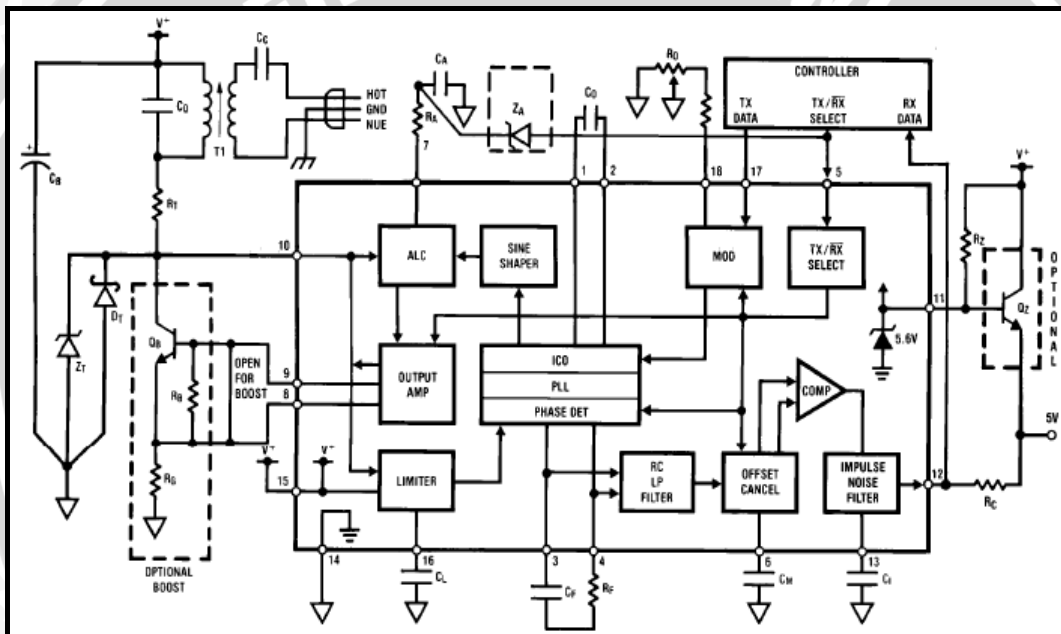 V+
CC
CQ
HOT
GND
NUE
T1
CB
RT
CA
RA
7
ZA
CO
1
2
RO
18
17
5
CONTROLLER
TX DATA
TX/RX SELECT
RX DATA
V+
RZ
OPTIONAL
QZ
11
5.6V
5V
10
ALC
SINE SHAPER
MOD
TX/RX SELECT
DT
ZT
QB
RB
OPEN FOR BOOST
9
8
OUTPUT AMP
ICO
PLL
PHASE DET
COMP
RG
V+
V+
15
LIMITER
RC LP FILTER
OFFSET CANCEL
IMPULSE NOISE FILTER
12
RC
OPTIONAL BOOST
14
16
CL
3
4
CF
RF
6
CM
13
CI